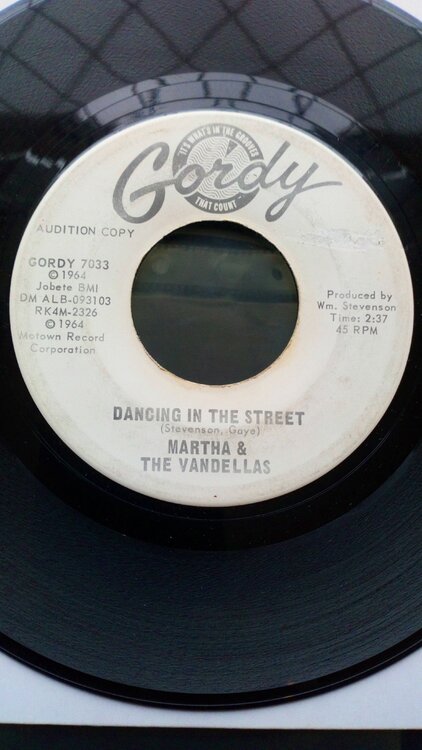 IT'S WHAT'S IN THE GROOVES
Gordy
THAT COUNT
AUDITION COPY
GORDY 7033
© 1964
Jobete BMI
DM ALB-093103
RK4M-2326
© 1964
Motown Record
Corporation
Produced by
Wm. Stevenson
Time: 2:37
45 RPM
DANCING IN THE STREET
(Stevenson, Gaye)
MARTHA &
THE VANDELLAS